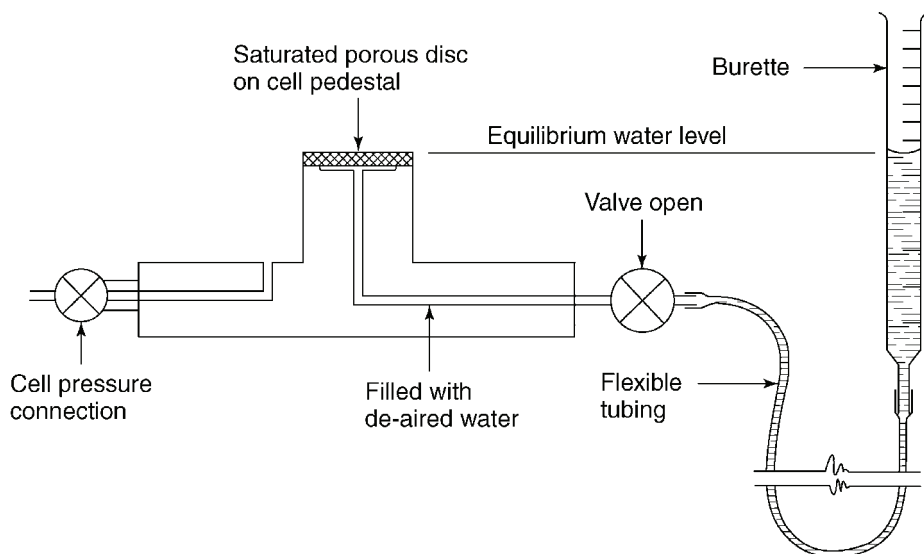 Saturated porous disc
on cell pedestal
Burette
Equilibrium water level
Valve open
Cell pressure
connection
Filled with
de-aired water
Flexible
tubing